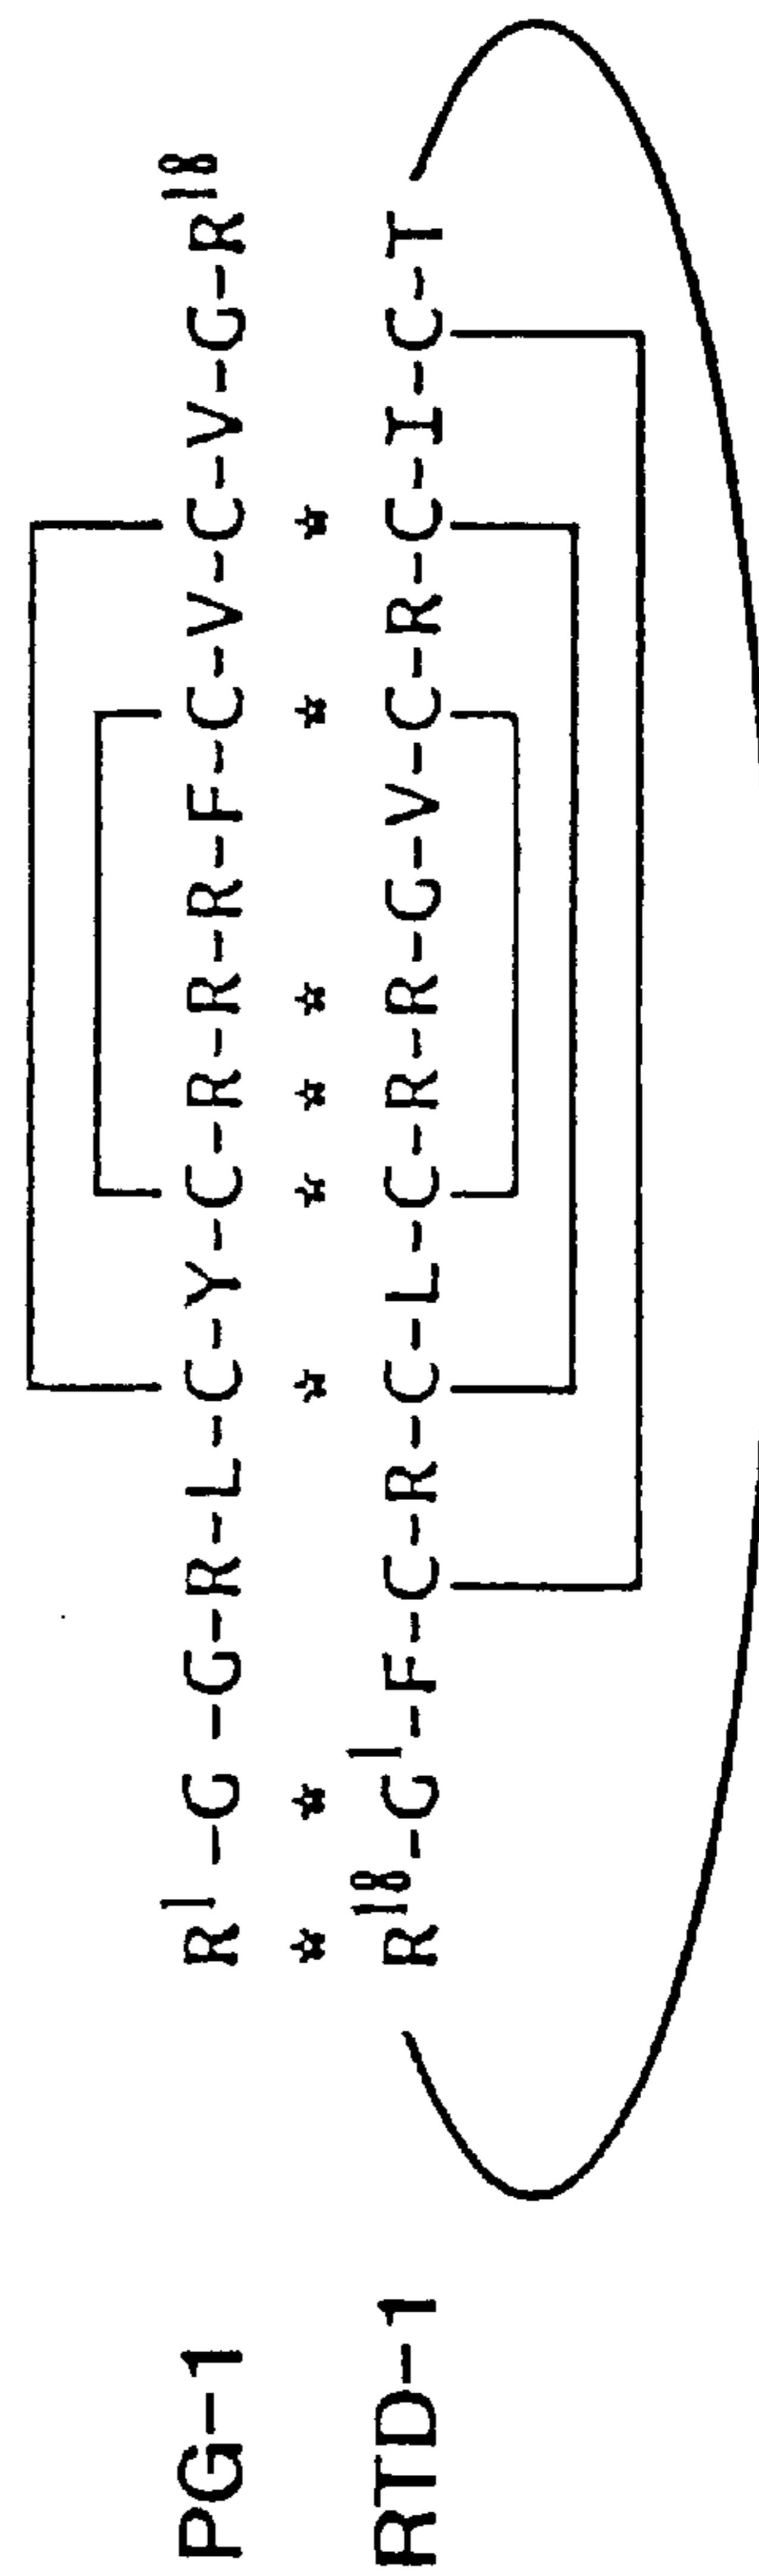 PG-1 R¹-G-G-R-L-C-Y-C-R-R-R-F-C-V-C-V-G-R¹⁸
* * * * * * * *
RTD-1 R¹⁸-G¹-F-C-R-C-L-C-R-R-G-V-C-R-C-I-C-T